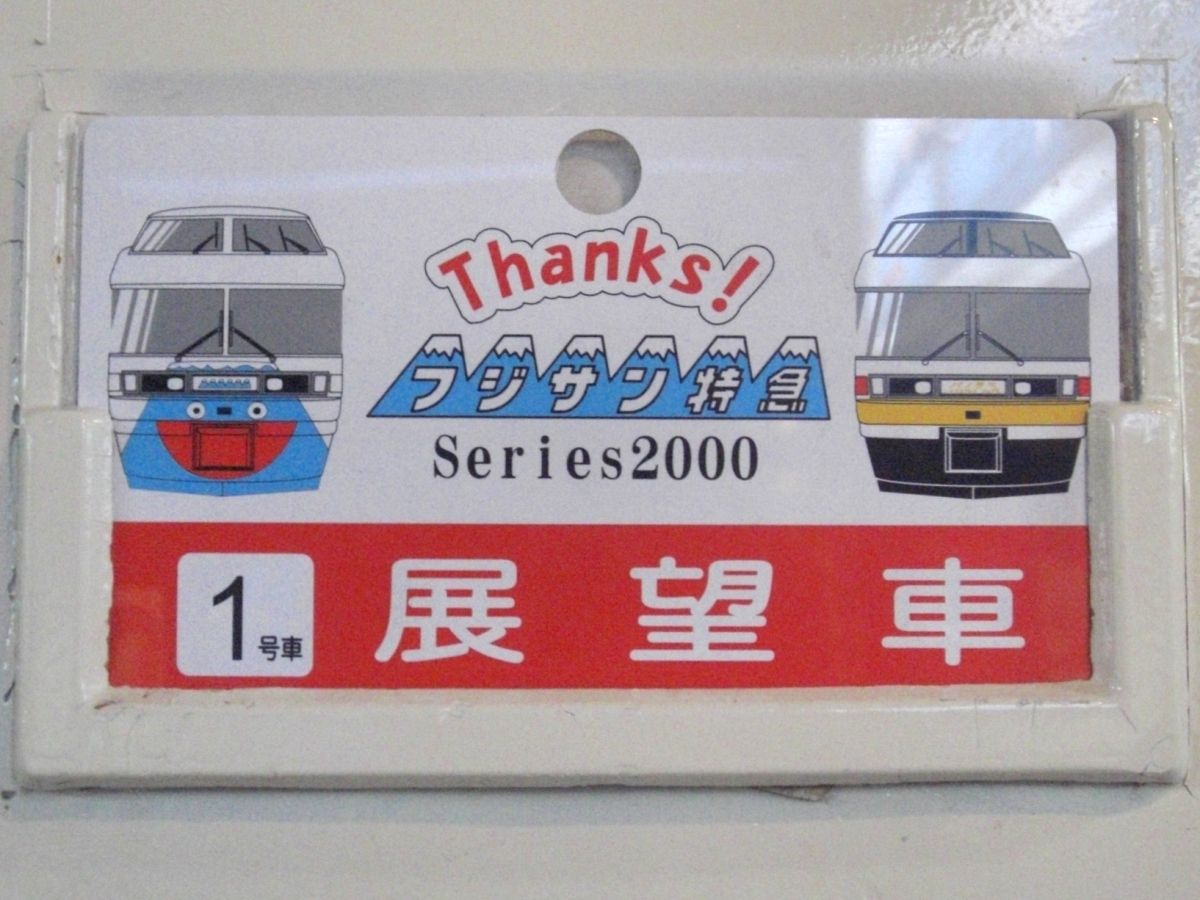 Thanks!
フジサン特急
Series2000
1号車 展望車